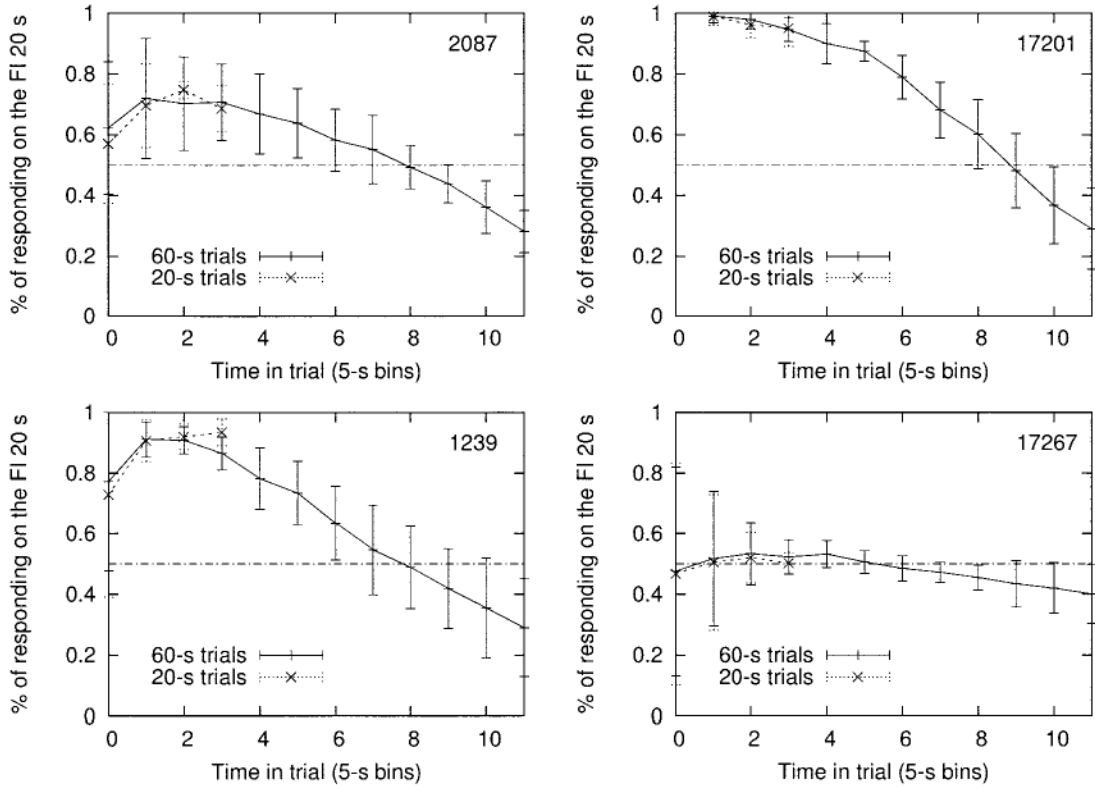 % of responding on the FI 20 s
1
0.8
0.6
0.4
0.2
0
2087
60-s trials
20-s trials
0 2 4 6 8 10
Time in trial (5-s bins)
% of responding on the FI 20 s
1
0.8
0.6
0.4
0.2
0
17201
60-s trials
20-s trials
0 2 4 6 8 10
Time in trial (5-s bins)
% of responding on the FI 20 s
1
0.8
0.6
0.4
0.2
0
1239
60-s trials
20-s trials
0 2 4 6 8 10
Time in trial (5-s bins)
% of responding on the FI 20 s
1
0.8
0.6
0.4
0.2
0
17267
60-s trials
20-s trials
0 2 4 6 8 10
Time in trial (5-s bins)